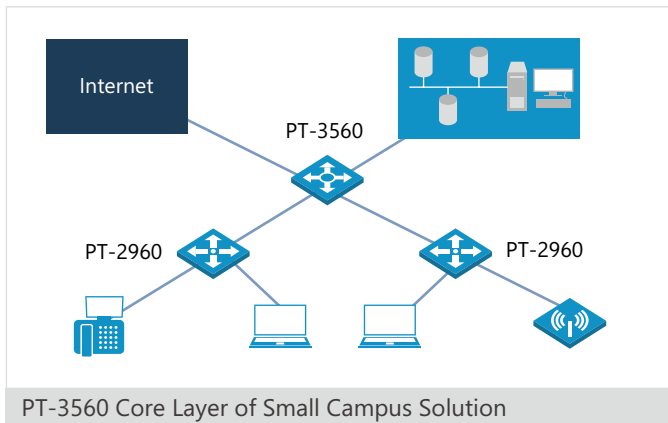 Internet
PT-3560
PT-2960
PT-2960
PT-3560 Core Layer of Small Campus Solution